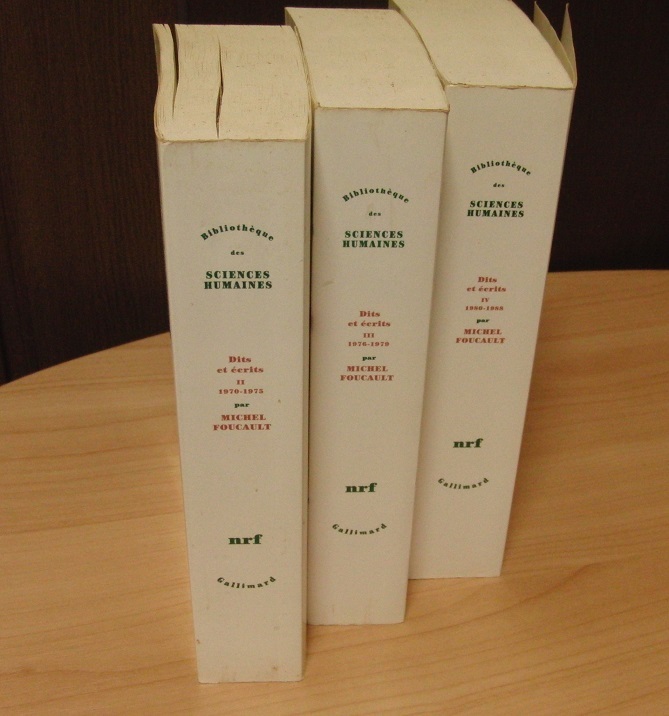 Bibliothèque
des
SCIENCES
HUMAINES
Dits
et écrits
II
1970-1975
par
MICHEL
FOUCAULT
nrf
Gallimard
Bibliothèque
des
SCIENCES
HUMAINES
Dits
et écrits
III
1976-1979
par
MICHEL
FOUCAULT
nrf
Gallimard
Bibliothèque
des
SCIENCES
HUMAINES
Dits
et écrits
IV
1980-1988
par
MICHEL
FOUCAULT
nrf
Gallimard